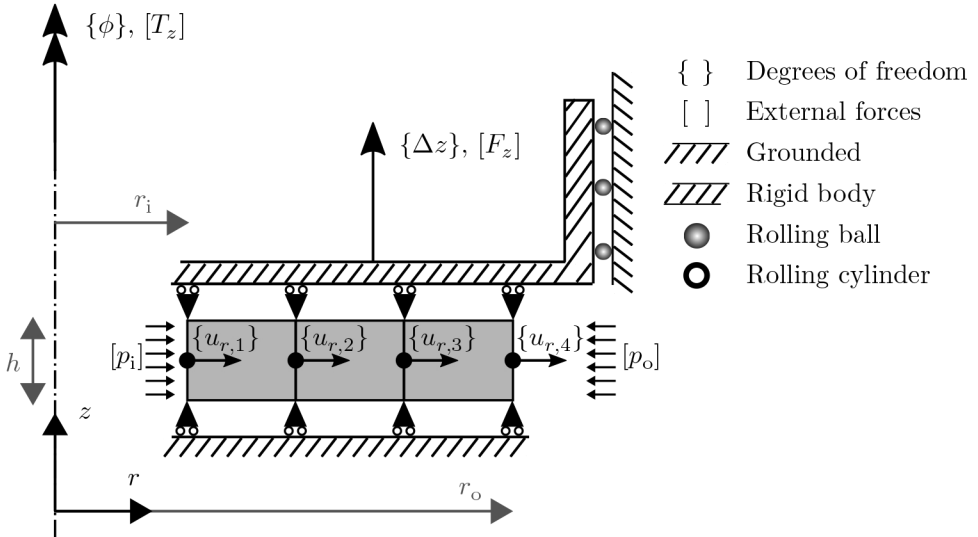 {ϕ}, [T_z]
{ } Degrees of freedom
[ ] External forces
{Δz}, [F_z]
Grounded
Rigid body
r_i
Rolling ball
Rolling cylinder
{u_{r,1}} {u_{r,2}} {u_{r,3}} {u_{r,4}}
h [p_i] [p_o]
z
r
r_o